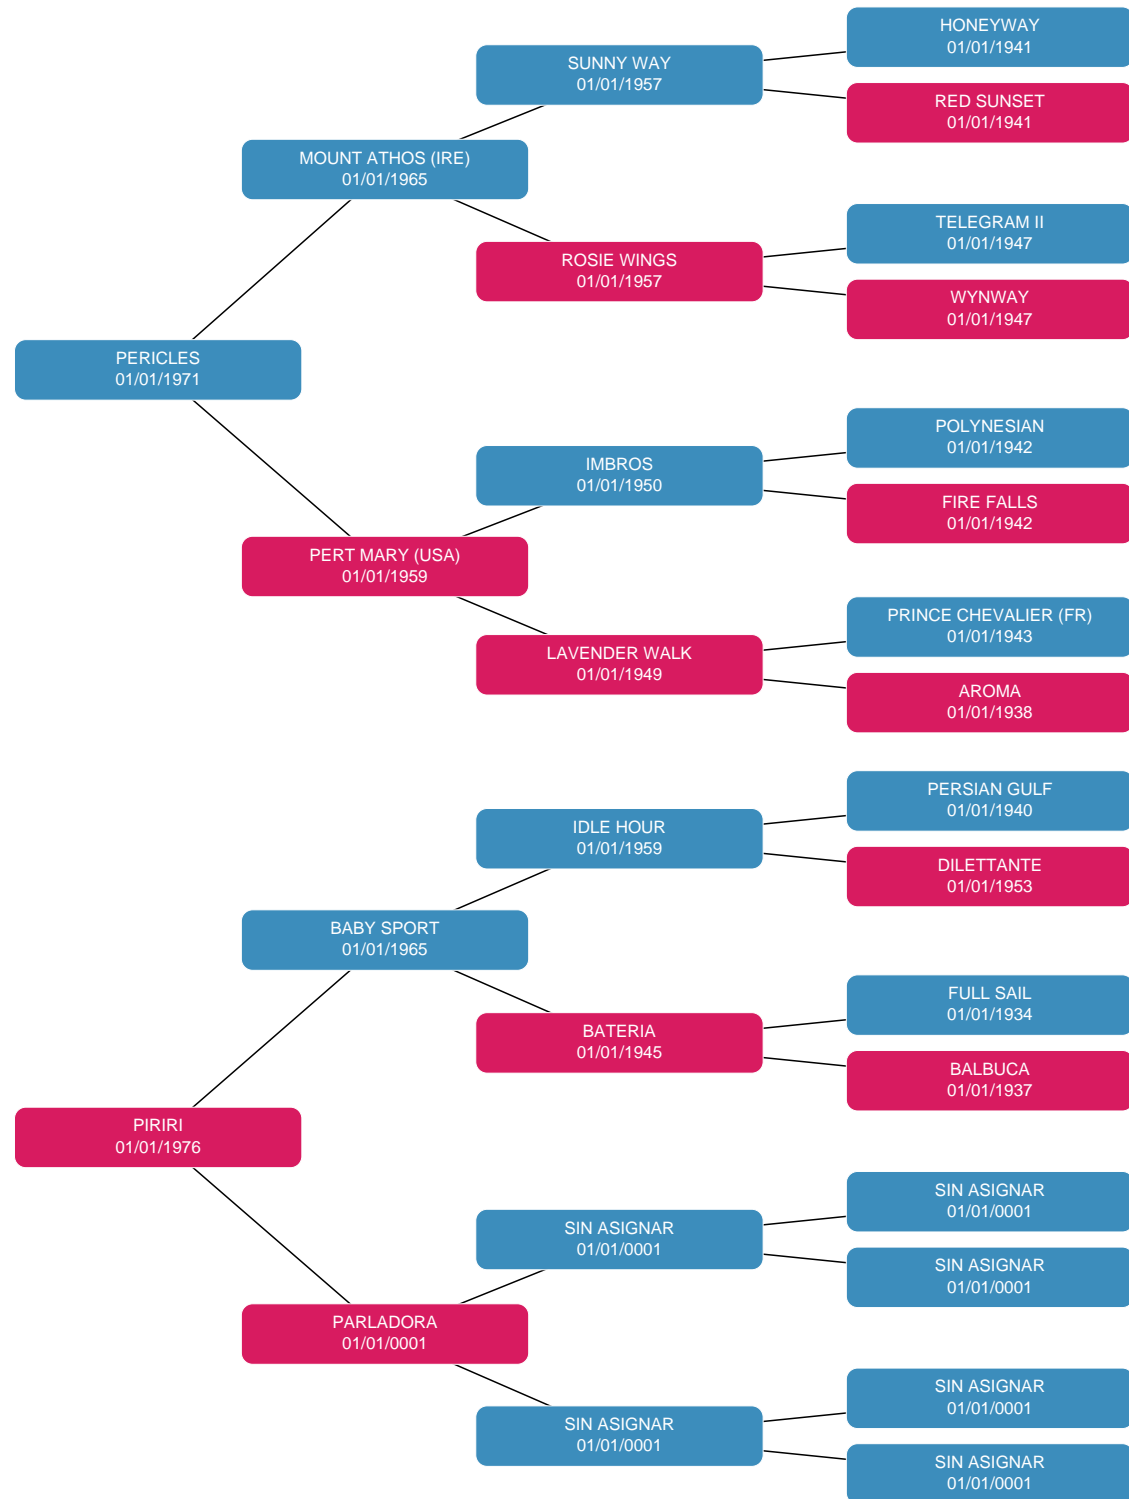 HONEYWAY
01/01/1941
SUNNY WAY
01/01/1957
RED SUNSET
01/01/1941
MOUNT ATHOS (IRE)
01/01/1965
TELEGRAM II
01/01/1947
ROSIE WINGS
01/01/1957
WYNWAY
01/01/1947
PERICLES
01/01/1971
POLYNESIAN
01/01/1942
IMBROS
01/01/1950
FIRE FALLS
01/01/1942
PERT MARY (USA)
01/01/1959
PRINCE CHEVALIER (FR)
01/01/1943
LAVENDER WALK
01/01/1949
AROMA
01/01/1938
PERSIAN GULF
01/01/1940
IDLE HOUR
01/01/1959
DILETTANTE
01/01/1953
BABY SPORT
01/01/1965
FULL SAIL
01/01/1934
BATERIA
01/01/1945
BALBUCA
01/01/1937
PIRIRI
01/01/1976
SIN ASIGNAR
01/01/0001
SIN ASIGNAR
01/01/0001
SIN ASIGNAR
01/01/0001
PARLADORA
01/01/0001
SIN ASIGNAR
01/01/0001
SIN ASIGNAR
01/01/0001
SIN ASIGNAR
01/01/0001